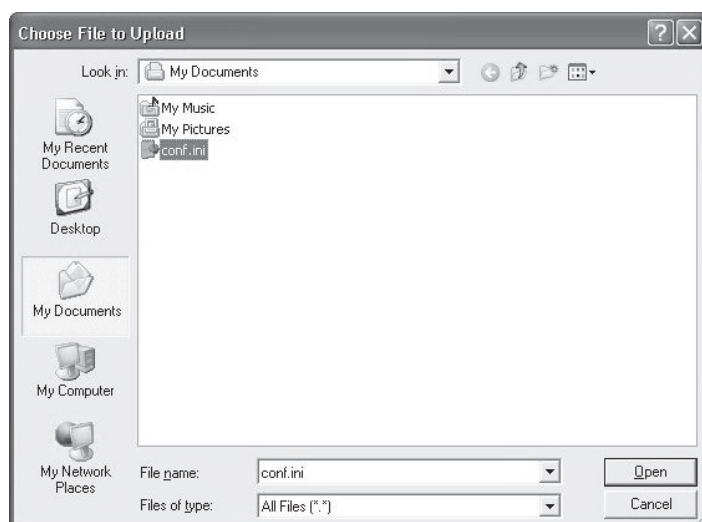 Choose File to Upload
Look in: My Documents
My Music
My Pictures
conf.ini
My Recent
Documents
Desktop
My Documents
My Computer
My Network
Places
File name: conf.ini Open
Files of type: All Files (*.*) Cancel